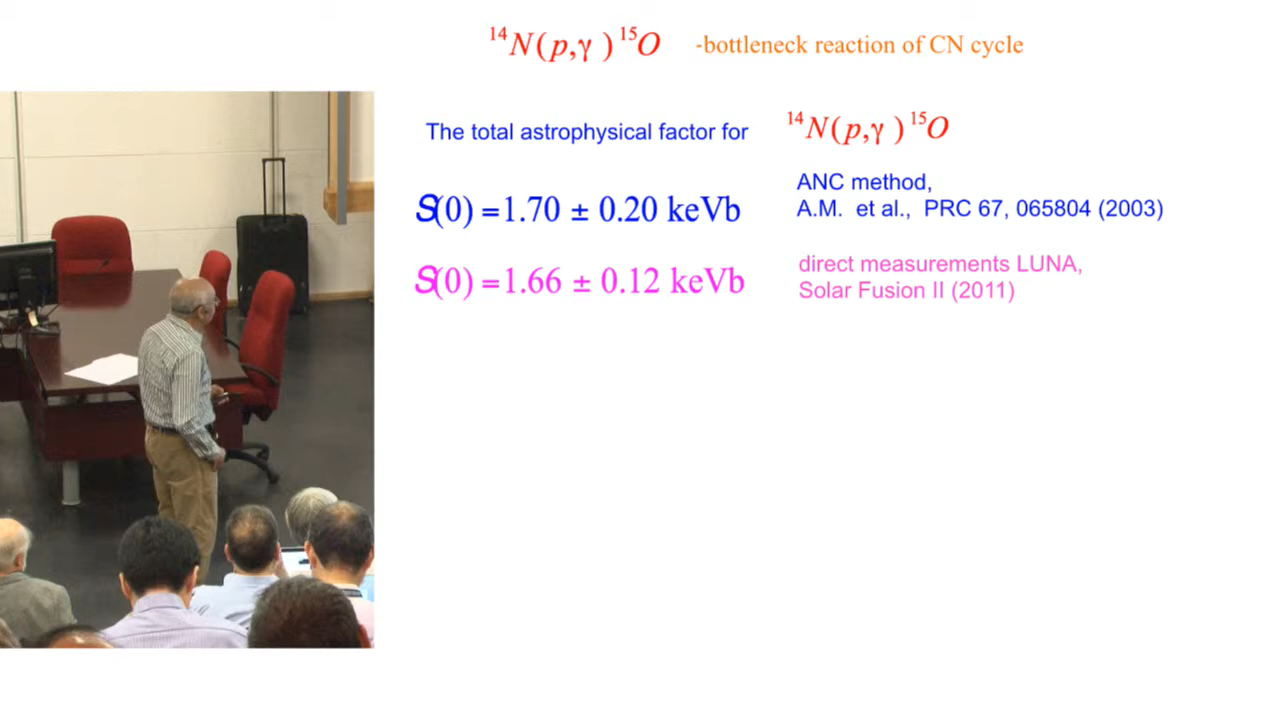 ¹⁴N(p,γ)¹⁵O -bottleneck reaction of CN cycle
The total astrophysical factor for ¹⁴N(p,γ)¹⁵O
S(0) = 1.70 ± 0.20 keVb
ANC method,
A.M. et al., PRC 67, 065804 (2003)
S(0) = 1.66 ± 0.12 keVb
direct measurements LUNA,
Solar Fusion II (2011)